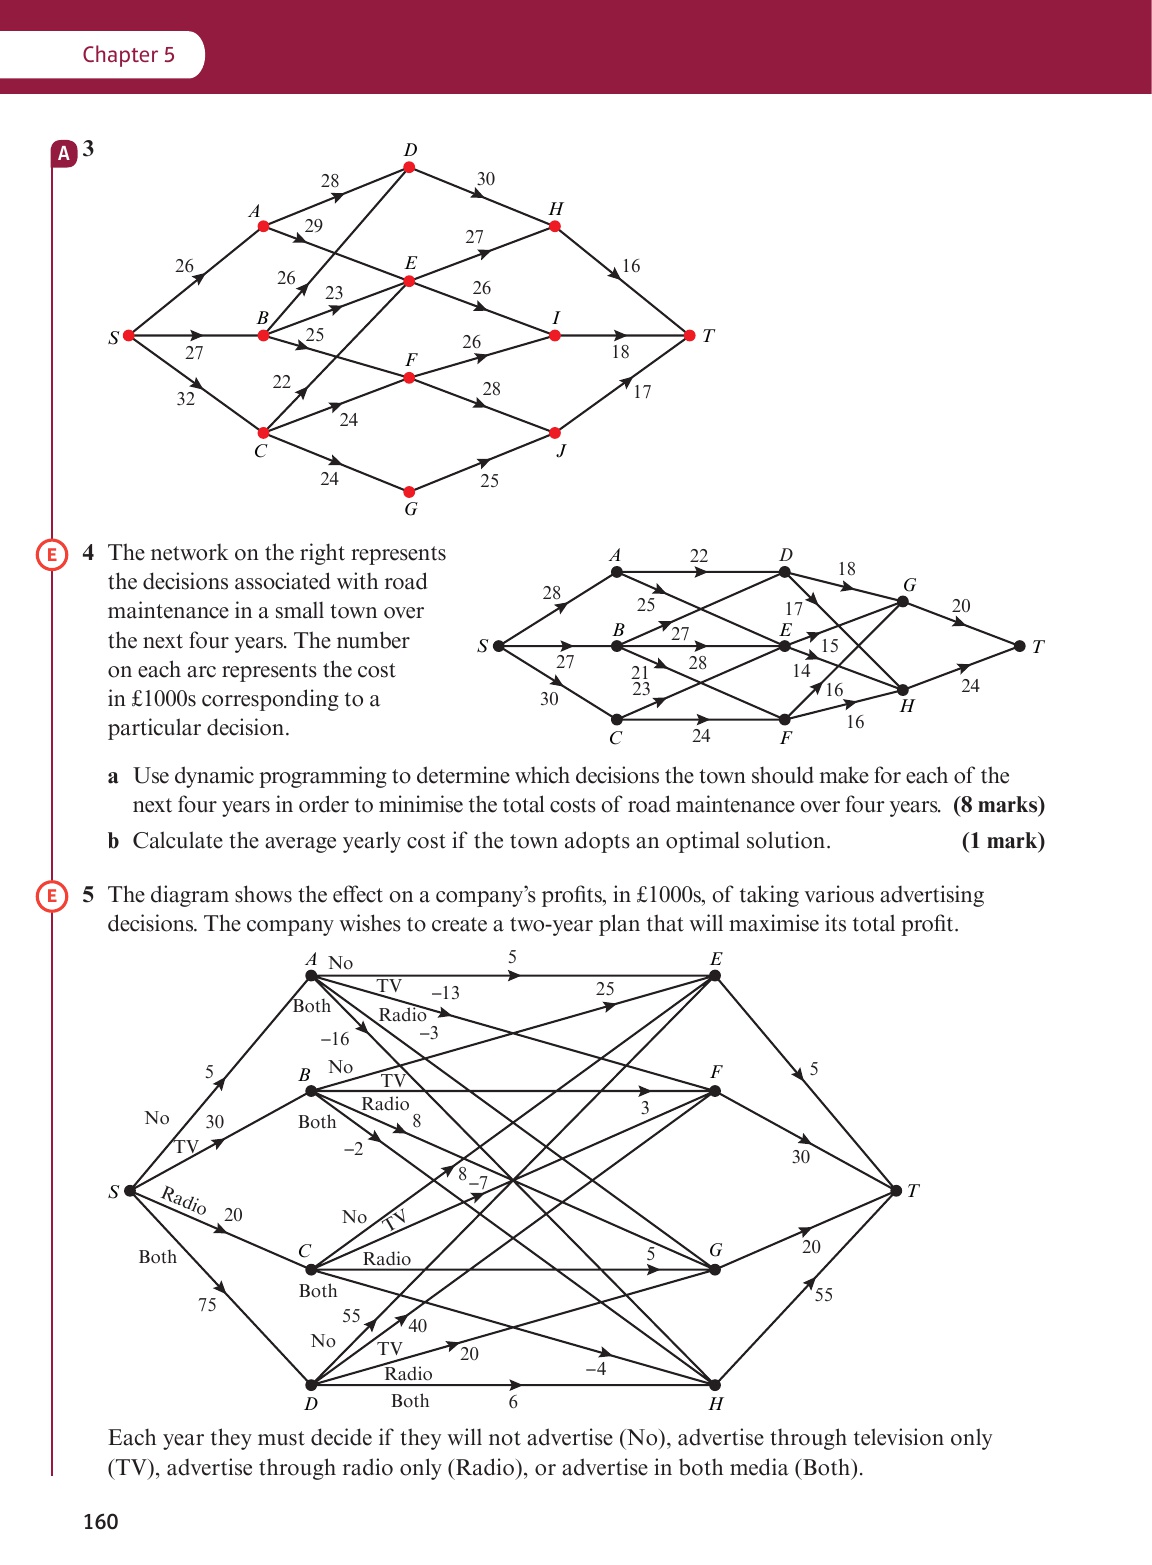 Chapter 5
A 3
D
28
30
A
H
29
27
26
E
16
26
23
26
B
I
S
T
27
25
26
18
F
22
28
32
17
24
C
J
24
25
G
E
4 The network on the right represents
the decisions associated with road
maintenance in a small town over
the next four years. The number
on each arc represents the cost
in £1000s corresponding to a
particular decision.
A
22
D
18
G
28
25
17
20
B
27
E
S
T
27
28
15
21
14
23
30
16
24
H
16
C
24
F
a Use dynamic programming to determine which decisions the town should make for each of the
next four years in order to minimise the total costs of road maintenance over four years. (8 marks)
b Calculate the average yearly cost if the town adopts an optimal solution. (1 mark)
E
5 The diagram shows the effect on a company’s profits, in £1000s, of taking various advertising
decisions. The company wishes to create a two-year plan that will maximise its total profit.
A No 5 E
TV −13 25
Both
Radio
−16 −3
5 B No TV F 5
Radio
No 30 Both 8 3
TV −2
30
8
−7
S Radio T
20 No TV
Both C Radio 5 G 20
Both
75 55 40 55
No TV 20
Radio −4
D Both 6 H
Each year they must decide if they will not advertise (No), advertise through television only
(TV), advertise through radio only (Radio), or advertise in both media (Both).
160